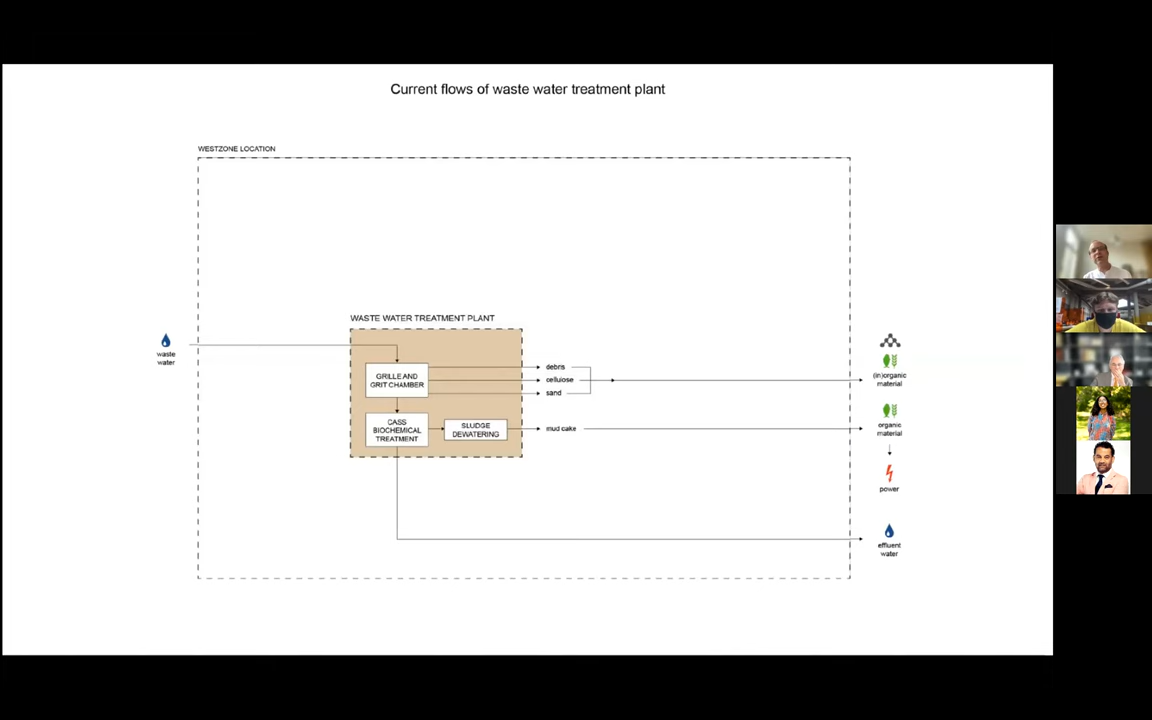 Current flows of waste water treatment plant
WESTZONE LOCATION
WASTE WATER TREATMENT PLANT
waste
water
GRILLE AND
GRIT CHAMBER
debris
cellulose
sand
(in)organic
material
CASS
BIOCHEMICAL
TREATMENT
SLUDGE
DEWATERING
mud cake
organic
material
power
effluent
water